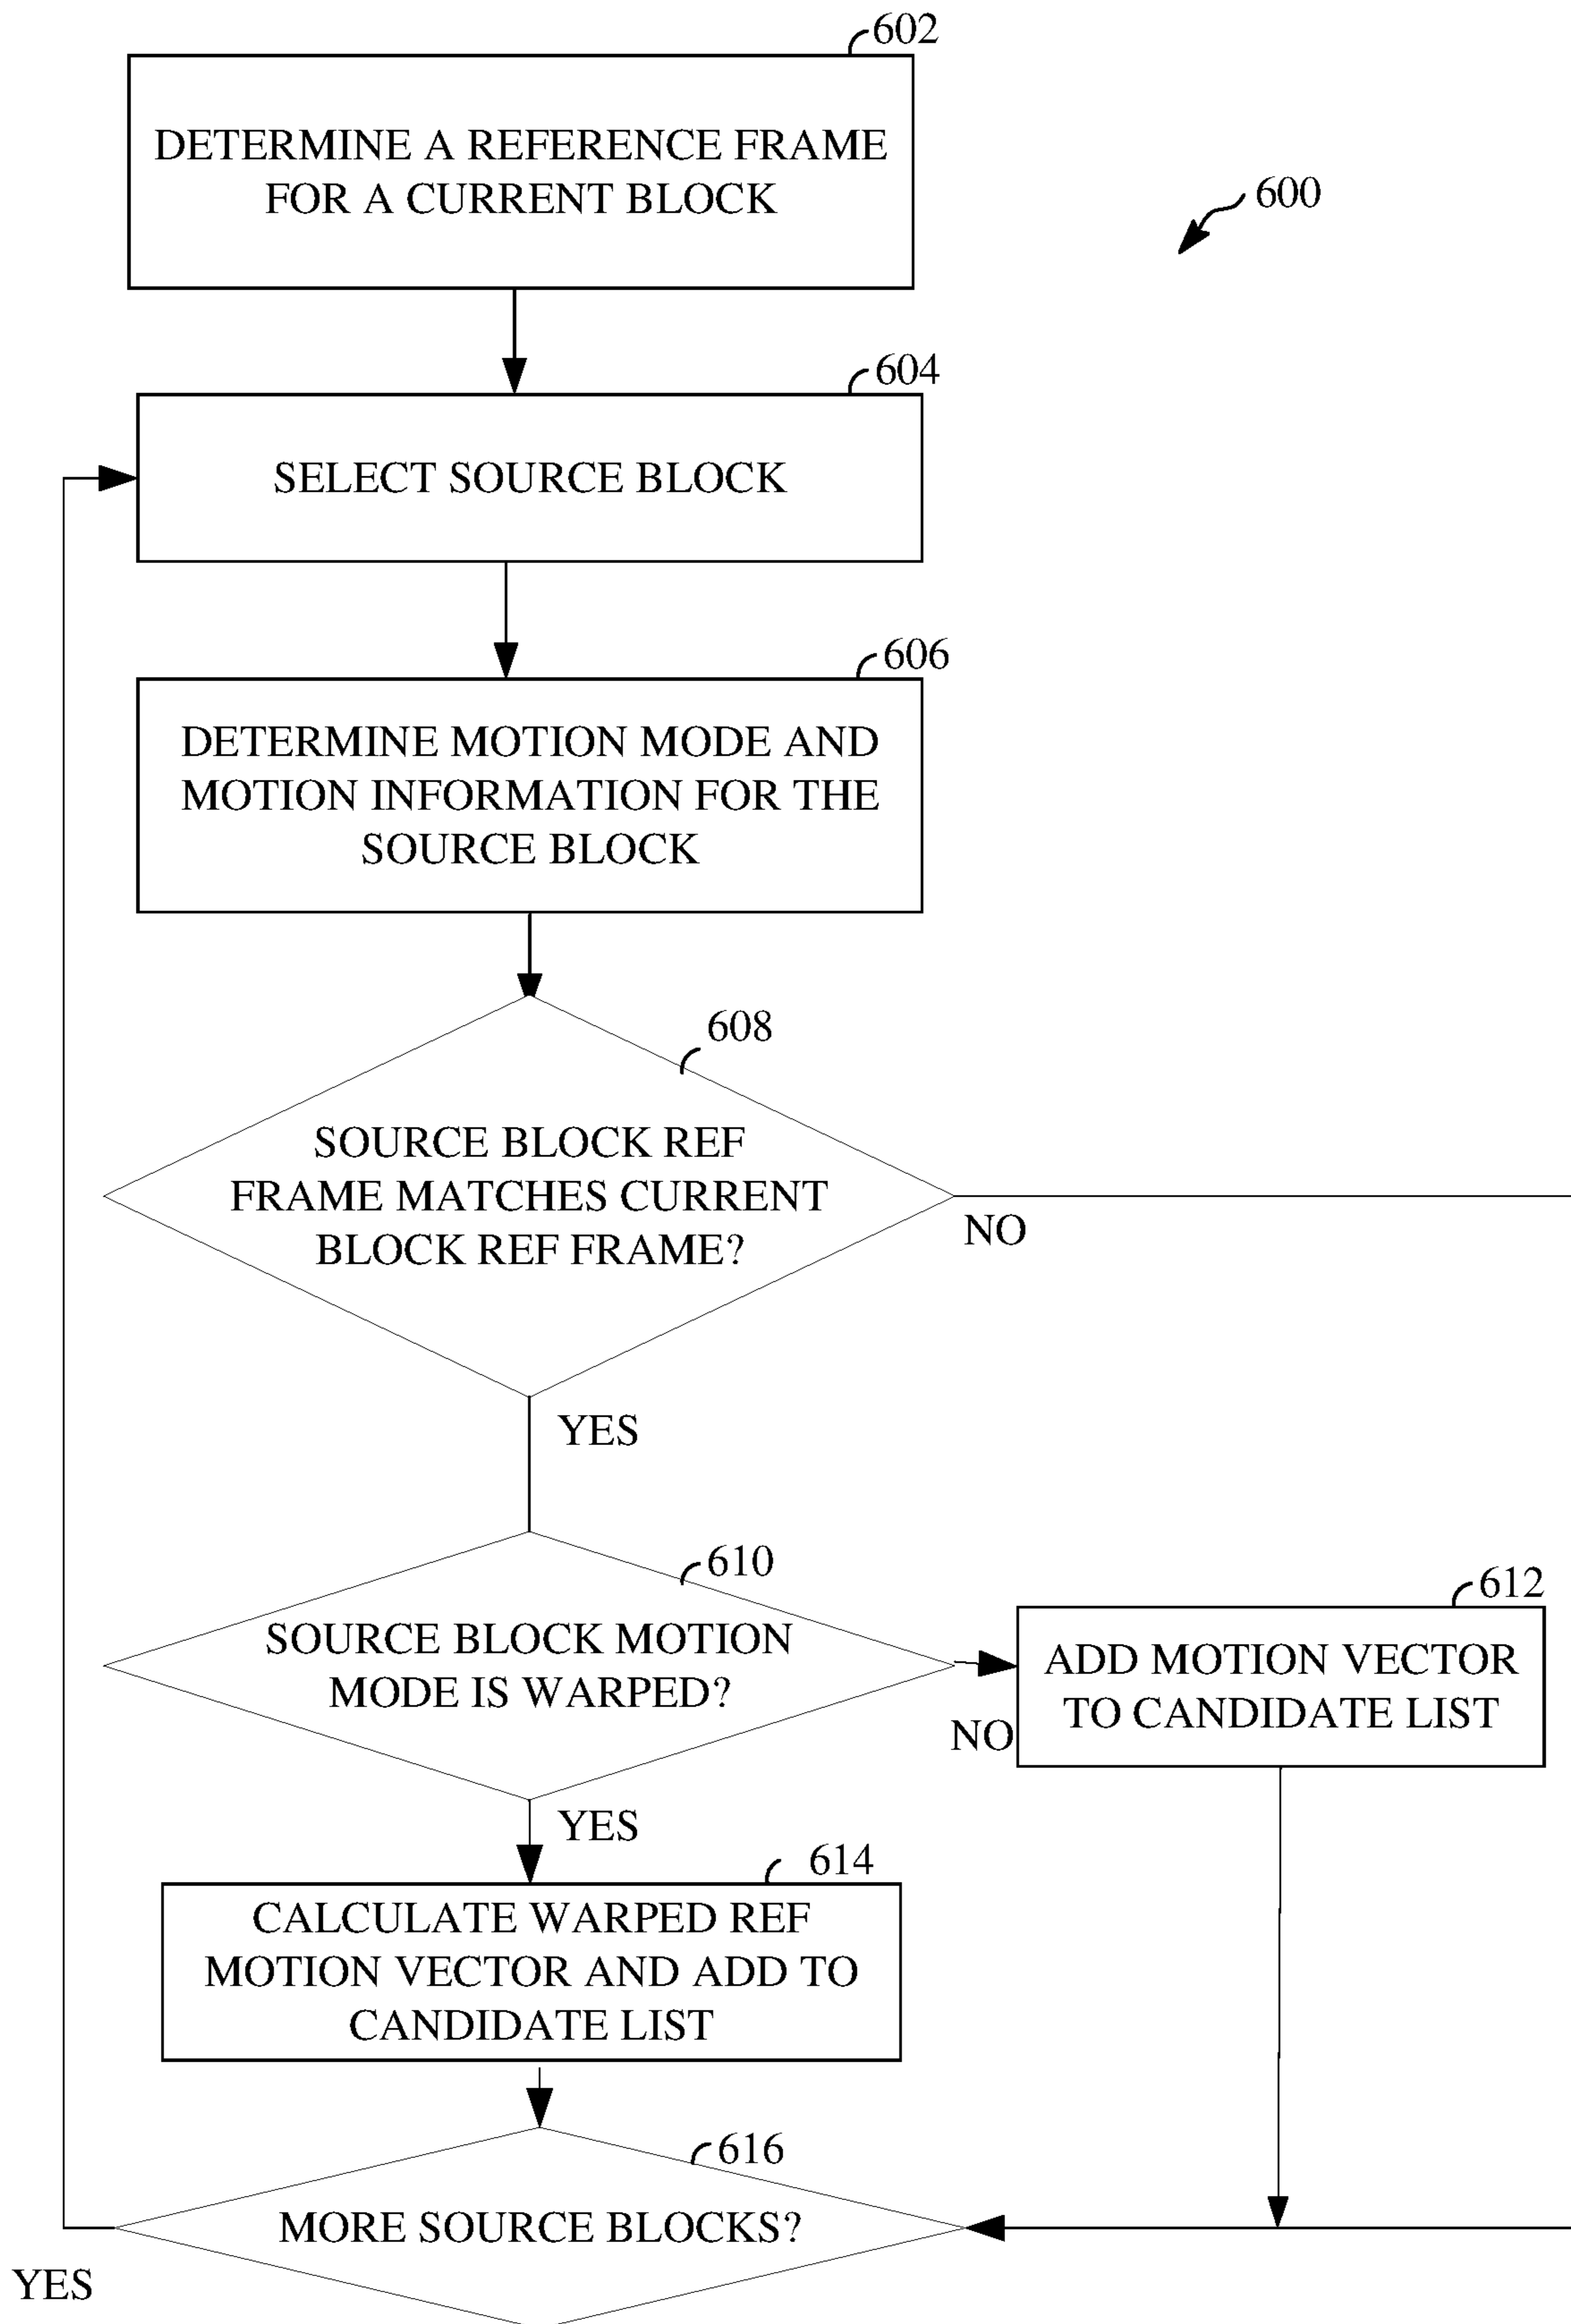 602
DETERMINE A REFERENCE FRAME
FOR A CURRENT BLOCK
600
604
SELECT SOURCE BLOCK
606
DETERMINE MOTION MODE AND
MOTION INFORMATION FOR THE
SOURCE BLOCK
608
SOURCE BLOCK REF
FRAME MATCHES CURRENT
BLOCK REF FRAME?
NO
YES
610
SOURCE BLOCK MOTION
MODE IS WARPED?
NO
612
ADD MOTION VECTOR
TO CANDIDATE LIST
YES
614
CALCULATE WARPED REF
MOTION VECTOR AND ADD TO
CANDIDATE LIST
616
MORE SOURCE BLOCKS?
YES